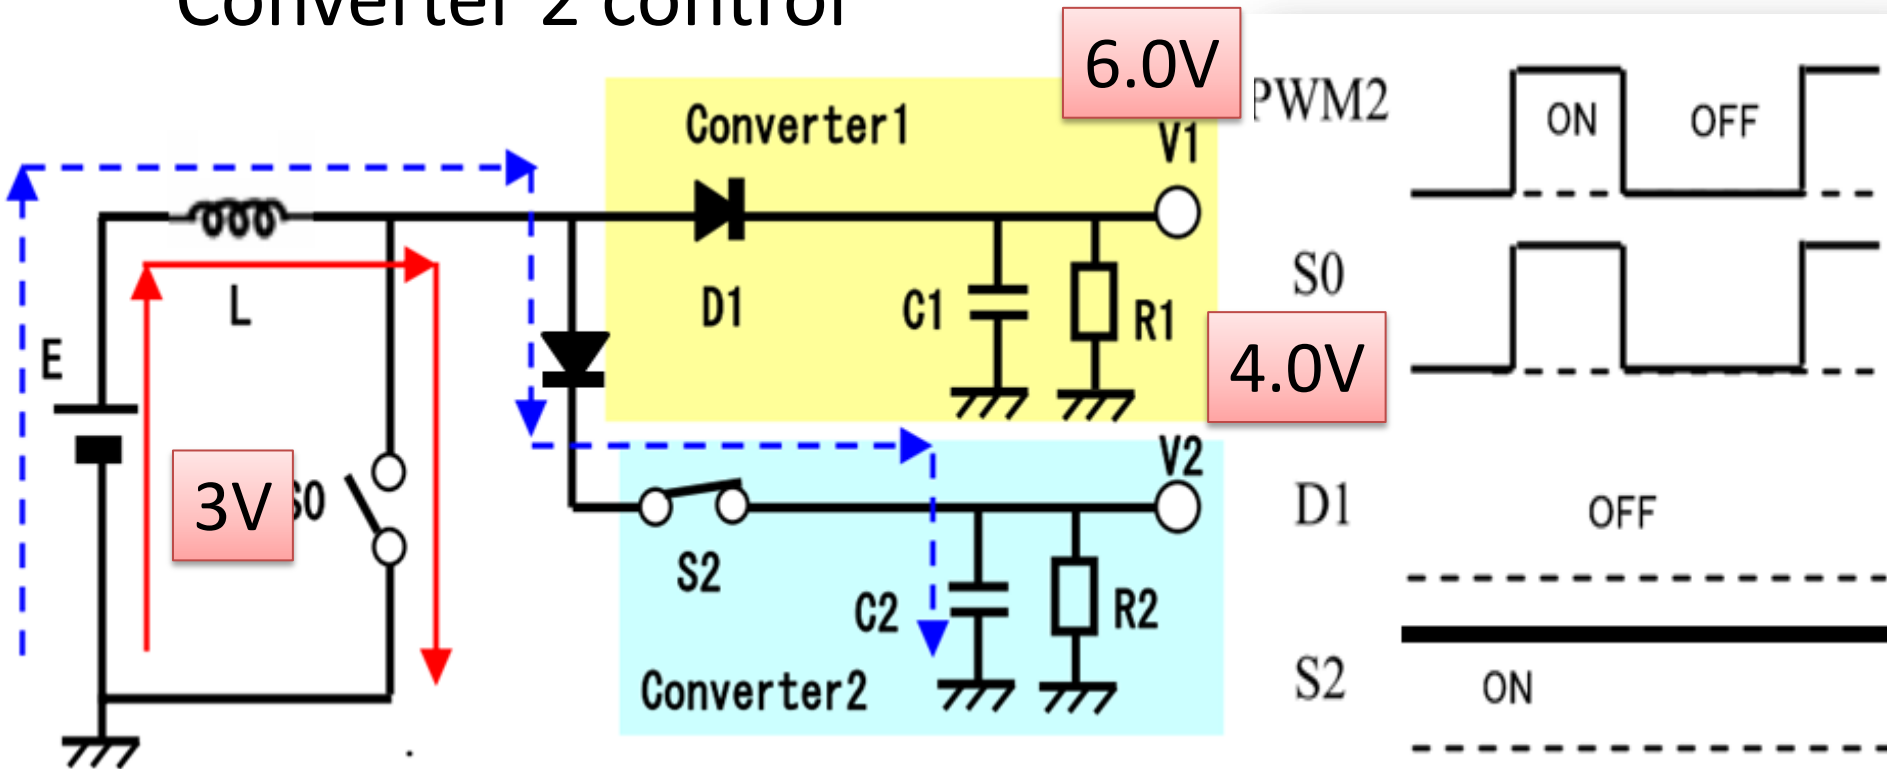 Converter 2 control
6.0V
PWM2
ON
OFF
Converter1
V1
S0
L
D1
C1
R1
E
4.0V
3V
S0
V2
D1
OFF
S2
C2
R2
Converter2
S2
ON